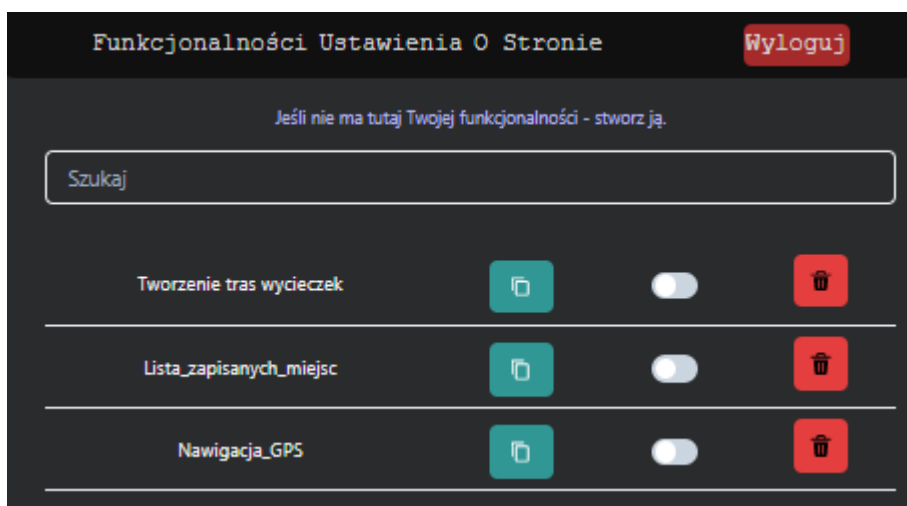 Funkcjonalności Ustawienia O Stronie Wyloguj
Jeśli nie ma tutaj Twojej funkcjonalności - stworz ją.
Szukaj
Tworzenie tras wycieczek
Lista_zapisanych_miejsc
Nawigacja_GPS